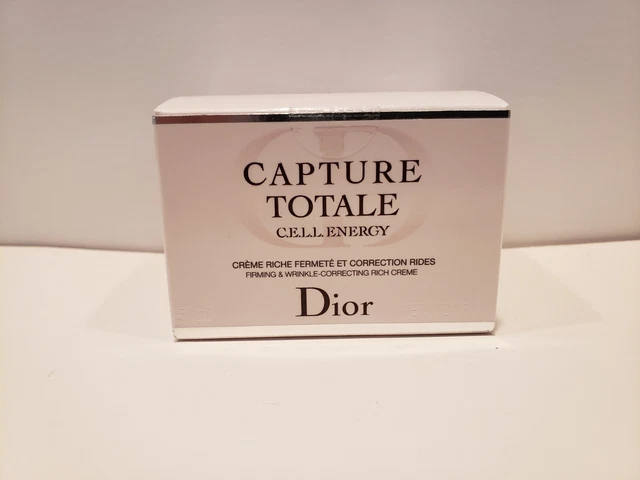 CAPTURE
TOTALE
C.E.L.L. ENERGY
CRÈME RICHE FERMETÉ ET CORRECTION RIDES
FIRMING & WRINKLE-CORRECTING RICH CREME
Dior